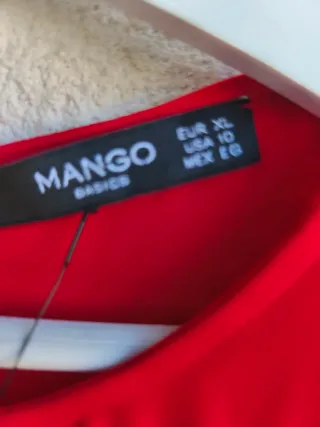 MANGO
BASICS
EUR XL
USA 10
MEX EG